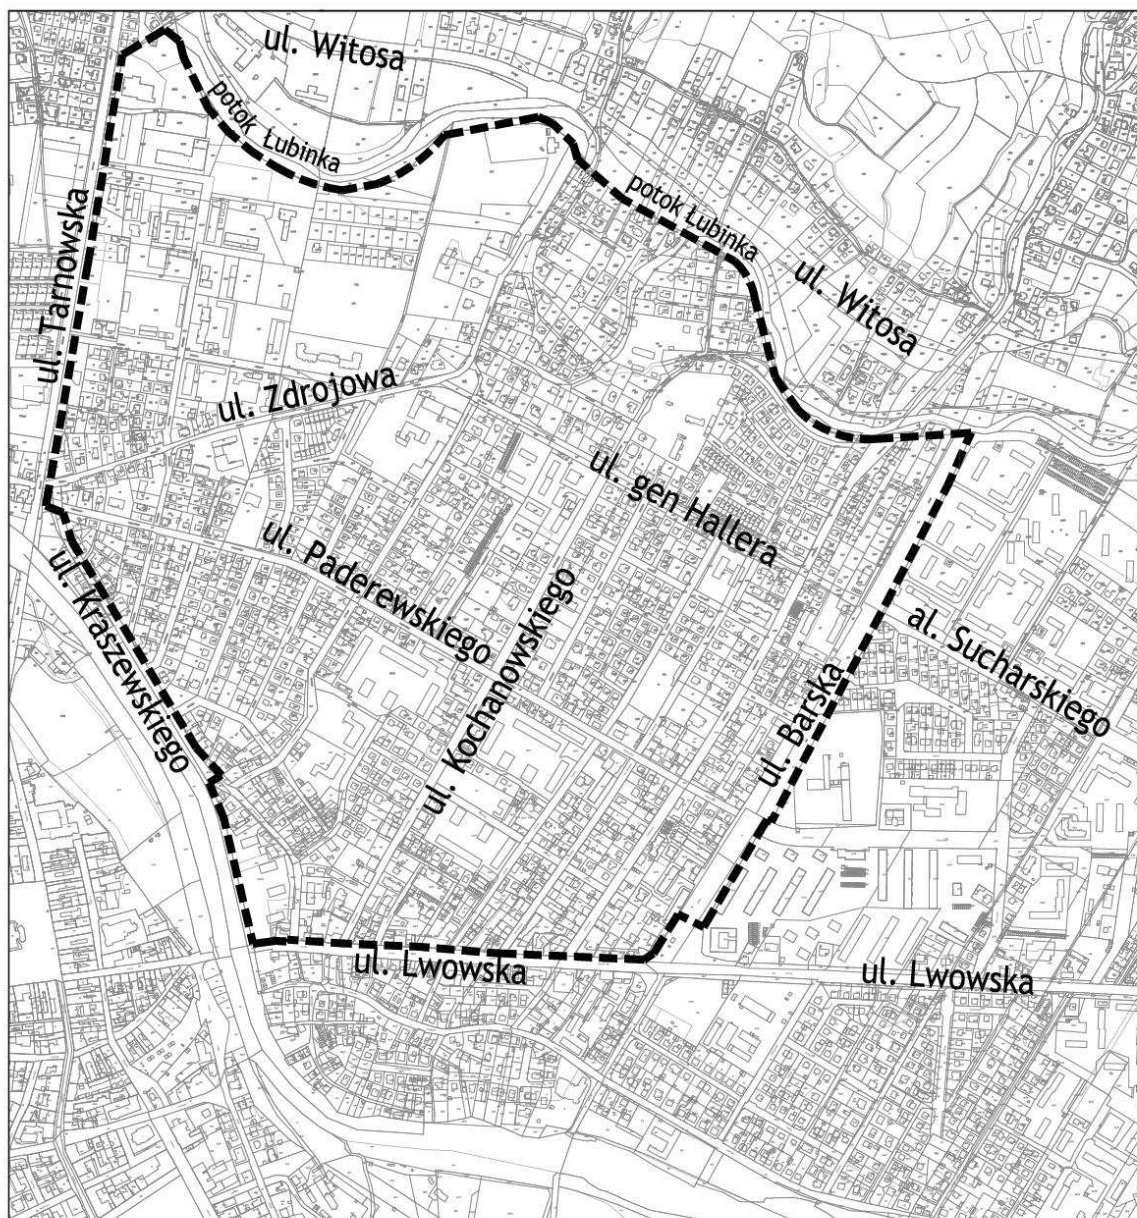 ul. Witosa
potok Łubinka
potok Łubinka
ul. Witosa
ul. Tarnowska
ul. Zdrojowa
ul. gen Hallera
ul. Paderewskiego
ul. Kraszewskiego
ul. Kochanowskiego
al. Sucharskiego
ul. Barska
ul. Lwowska
ul. Lwowska